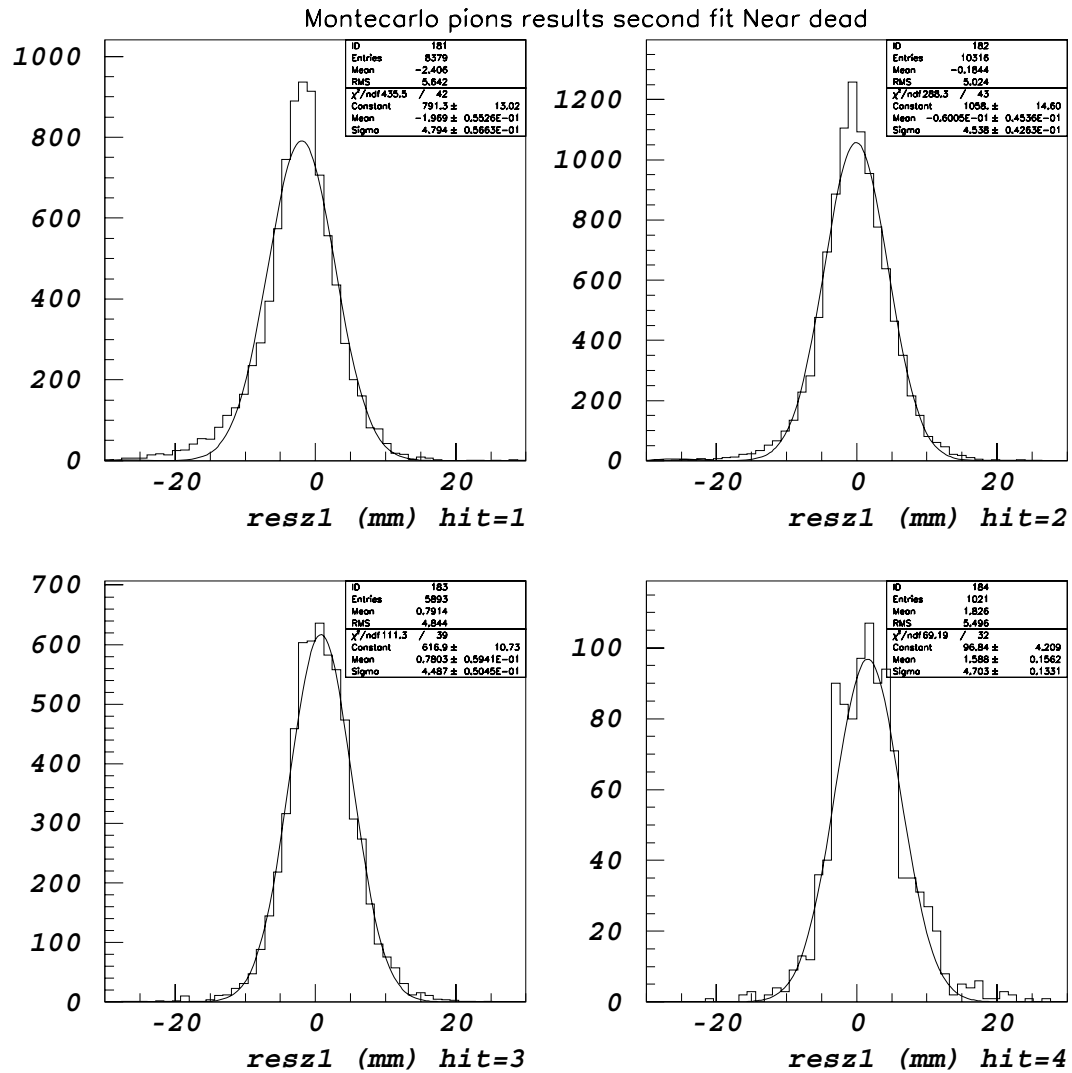 Montecarlo pions results second fit Near dead
ID 181
Entries 8379
Mean -2.406
RMS 5.642
χ²/ndf 435.5 / 42
Constant 791.3 ± 13.02
Mean -1.969 ± 0.5526E-01
Sigma 4.794 ± 0.5663E-01
1000
800
600
400
200
0
-20 0 20
resz1 (mm) hit=1
ID 182
Entries 10316
Mean -0.1844
RMS 5.024
χ²/ndf 288.3 / 43
Constant 1058. ± 14.60
Mean -0.6005E-01 ± 0.4536E-01
Sigma 4.538 ± 0.4263E-01
1200
1000
800
600
400
200
0
-20 0 20
resz1 (mm) hit=2
ID 183
Entries 5893
Mean 0.7914
RMS 4.844
χ²/ndf 111.3 / 39
Constant 616.9 ± 10.73
Mean 0.7803 ± 0.5941E-01
Sigma 4.487 ± 0.5045E-01
700
600
500
400
300
200
100
0
-20 0 20
resz1 (mm) hit=3
ID 184
Entries 1021
Mean 1.826
RMS 5.496
χ²/ndf 69.19 / 32
Constant 96.84 ± 4.209
Mean 1.588 ± 0.1562
Sigma 4.703 ± 0.1331
100
80
60
40
20
0
-20 0 20
resz1 (mm) hit=4